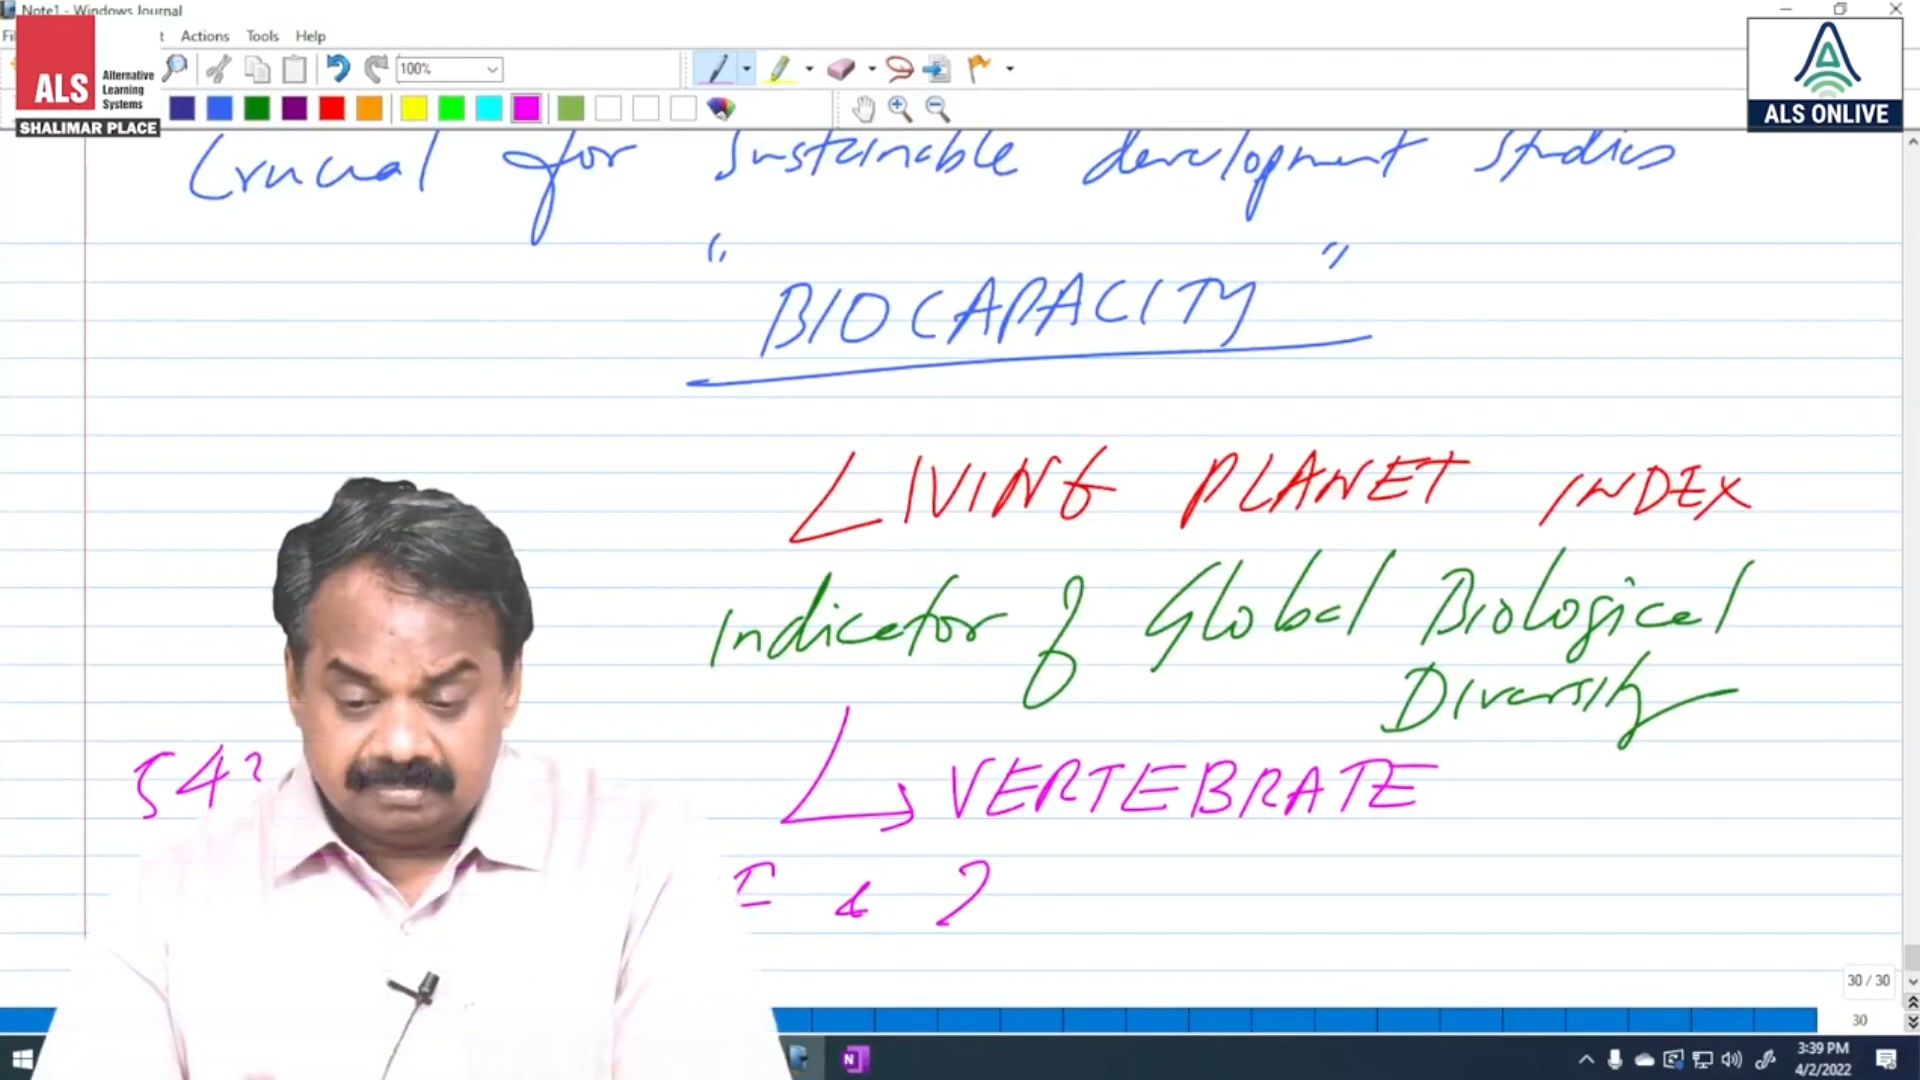 Note1 - Windows Journal
Actions Tools Help
ALS Alternative Learning Systems
SHALIMAR PLACE
100%
ALS ONLIVE
Crucial for Sustainable development Studies
"BIOCAPACITY"
LIVING PLANET INDEX
Indicator of Global Biological
Diversity
VERTEBRATE
30 / 30
30
N
3:39 PM
4/2/2022